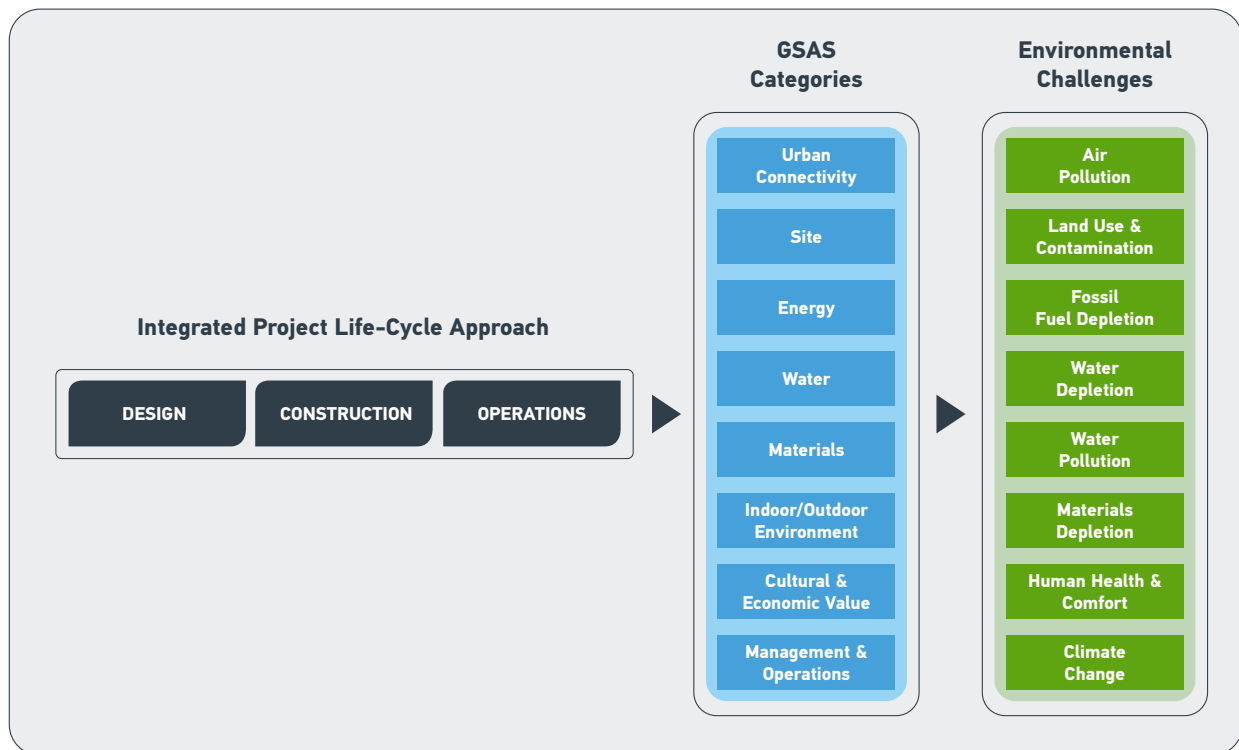 GSAS
Categories
Environmental
Challenges
Integrated Project Life-Cycle Approach
DESIGN
CONSTRUCTION
OPERATIONS
Urban
Connectivity
Site
Energy
Water
Materials
Indoor/Outdoor
Environment
Cultural &
Economic Value
Management &
Operations
Air
Pollution
Land Use &
Contamination
Fossil
Fuel Depletion
Water
Depletion
Water
Pollution
Materials
Depletion
Human Health &
Comfort
Climate
Change